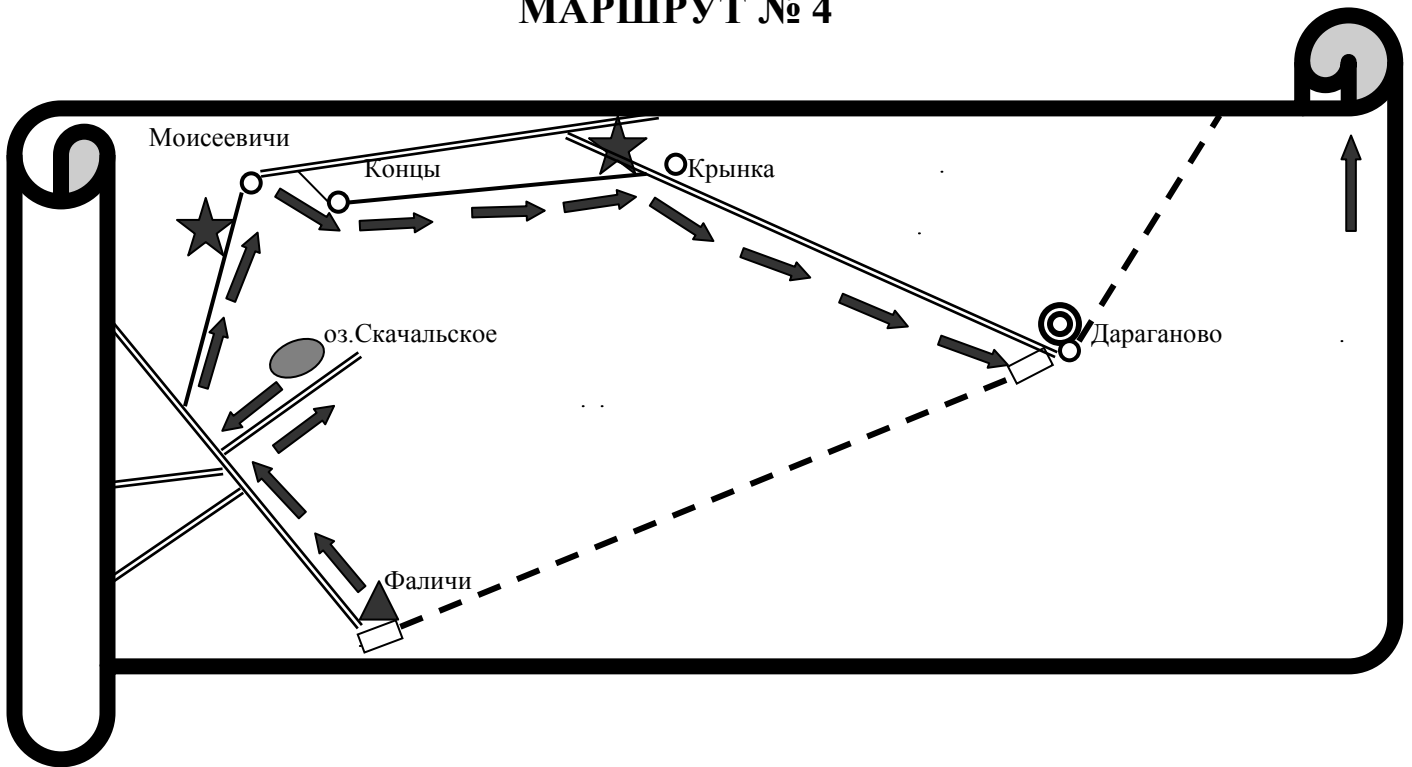 МАРШРУТ № 4
Моисеевичи
Концы
Крынка
оз.Скачальское
Дараганово
Фаличи